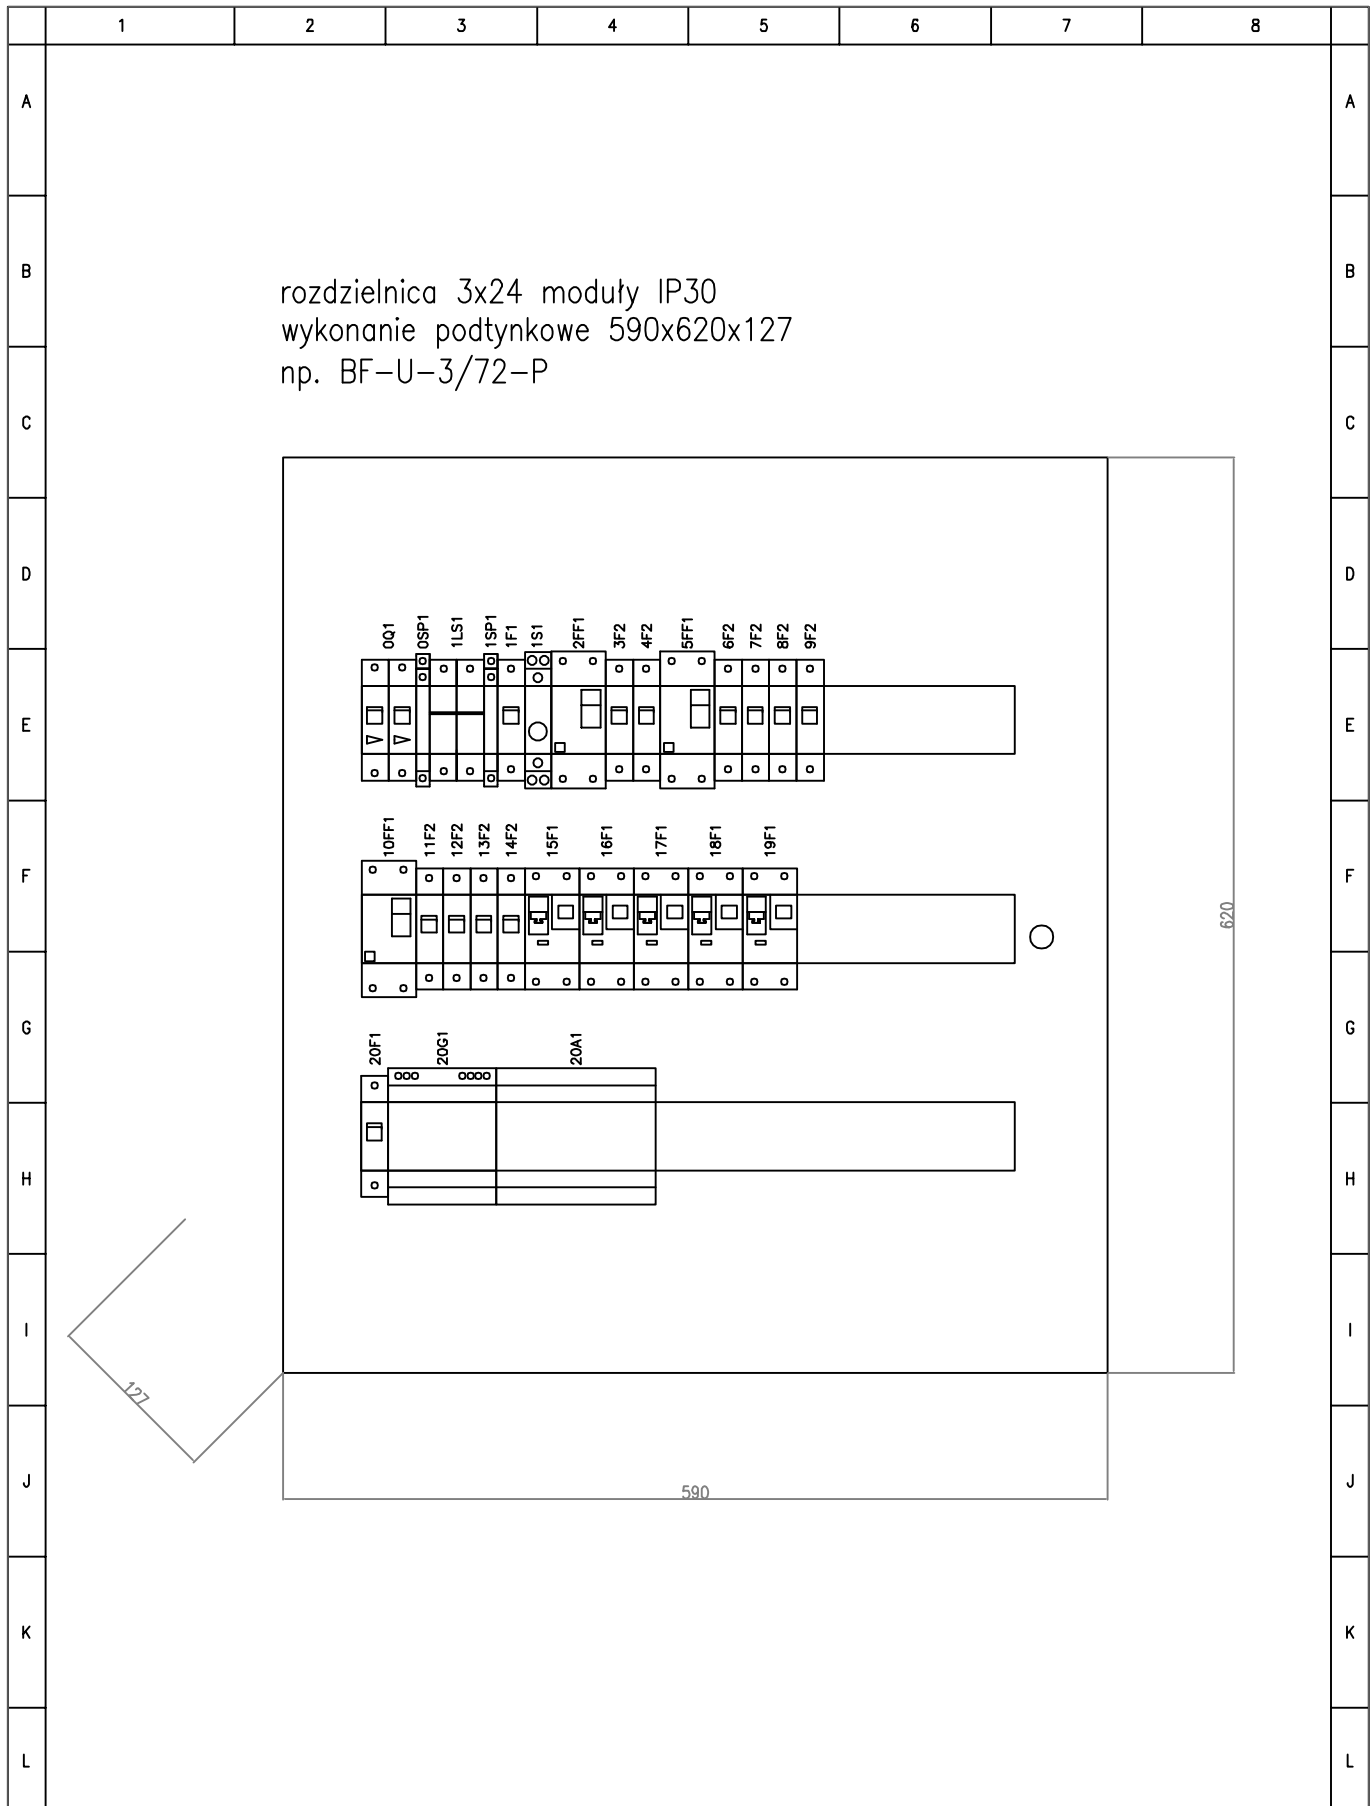 1 2 3 4 5 6 7 8
A A
B B
rozdzielnica 3x24 moduły IP30
wykonanie podtynkowe 590x620x127
np. BF-U-3/72-P
C C
D D
0Q1 0SP1 1LS1 1SP1 1F1 1S1 2FF1 3F2 4F2 5FF1 6F2 7F2 8F2 9F2
E E
10FF1 11F2 12F2 13F2 14F2 15F1 16F1 17F1 18F1 19F1
F F
620
G G
20F1 20G1 20A1
H H
I I
127
J J
590
K K
L L